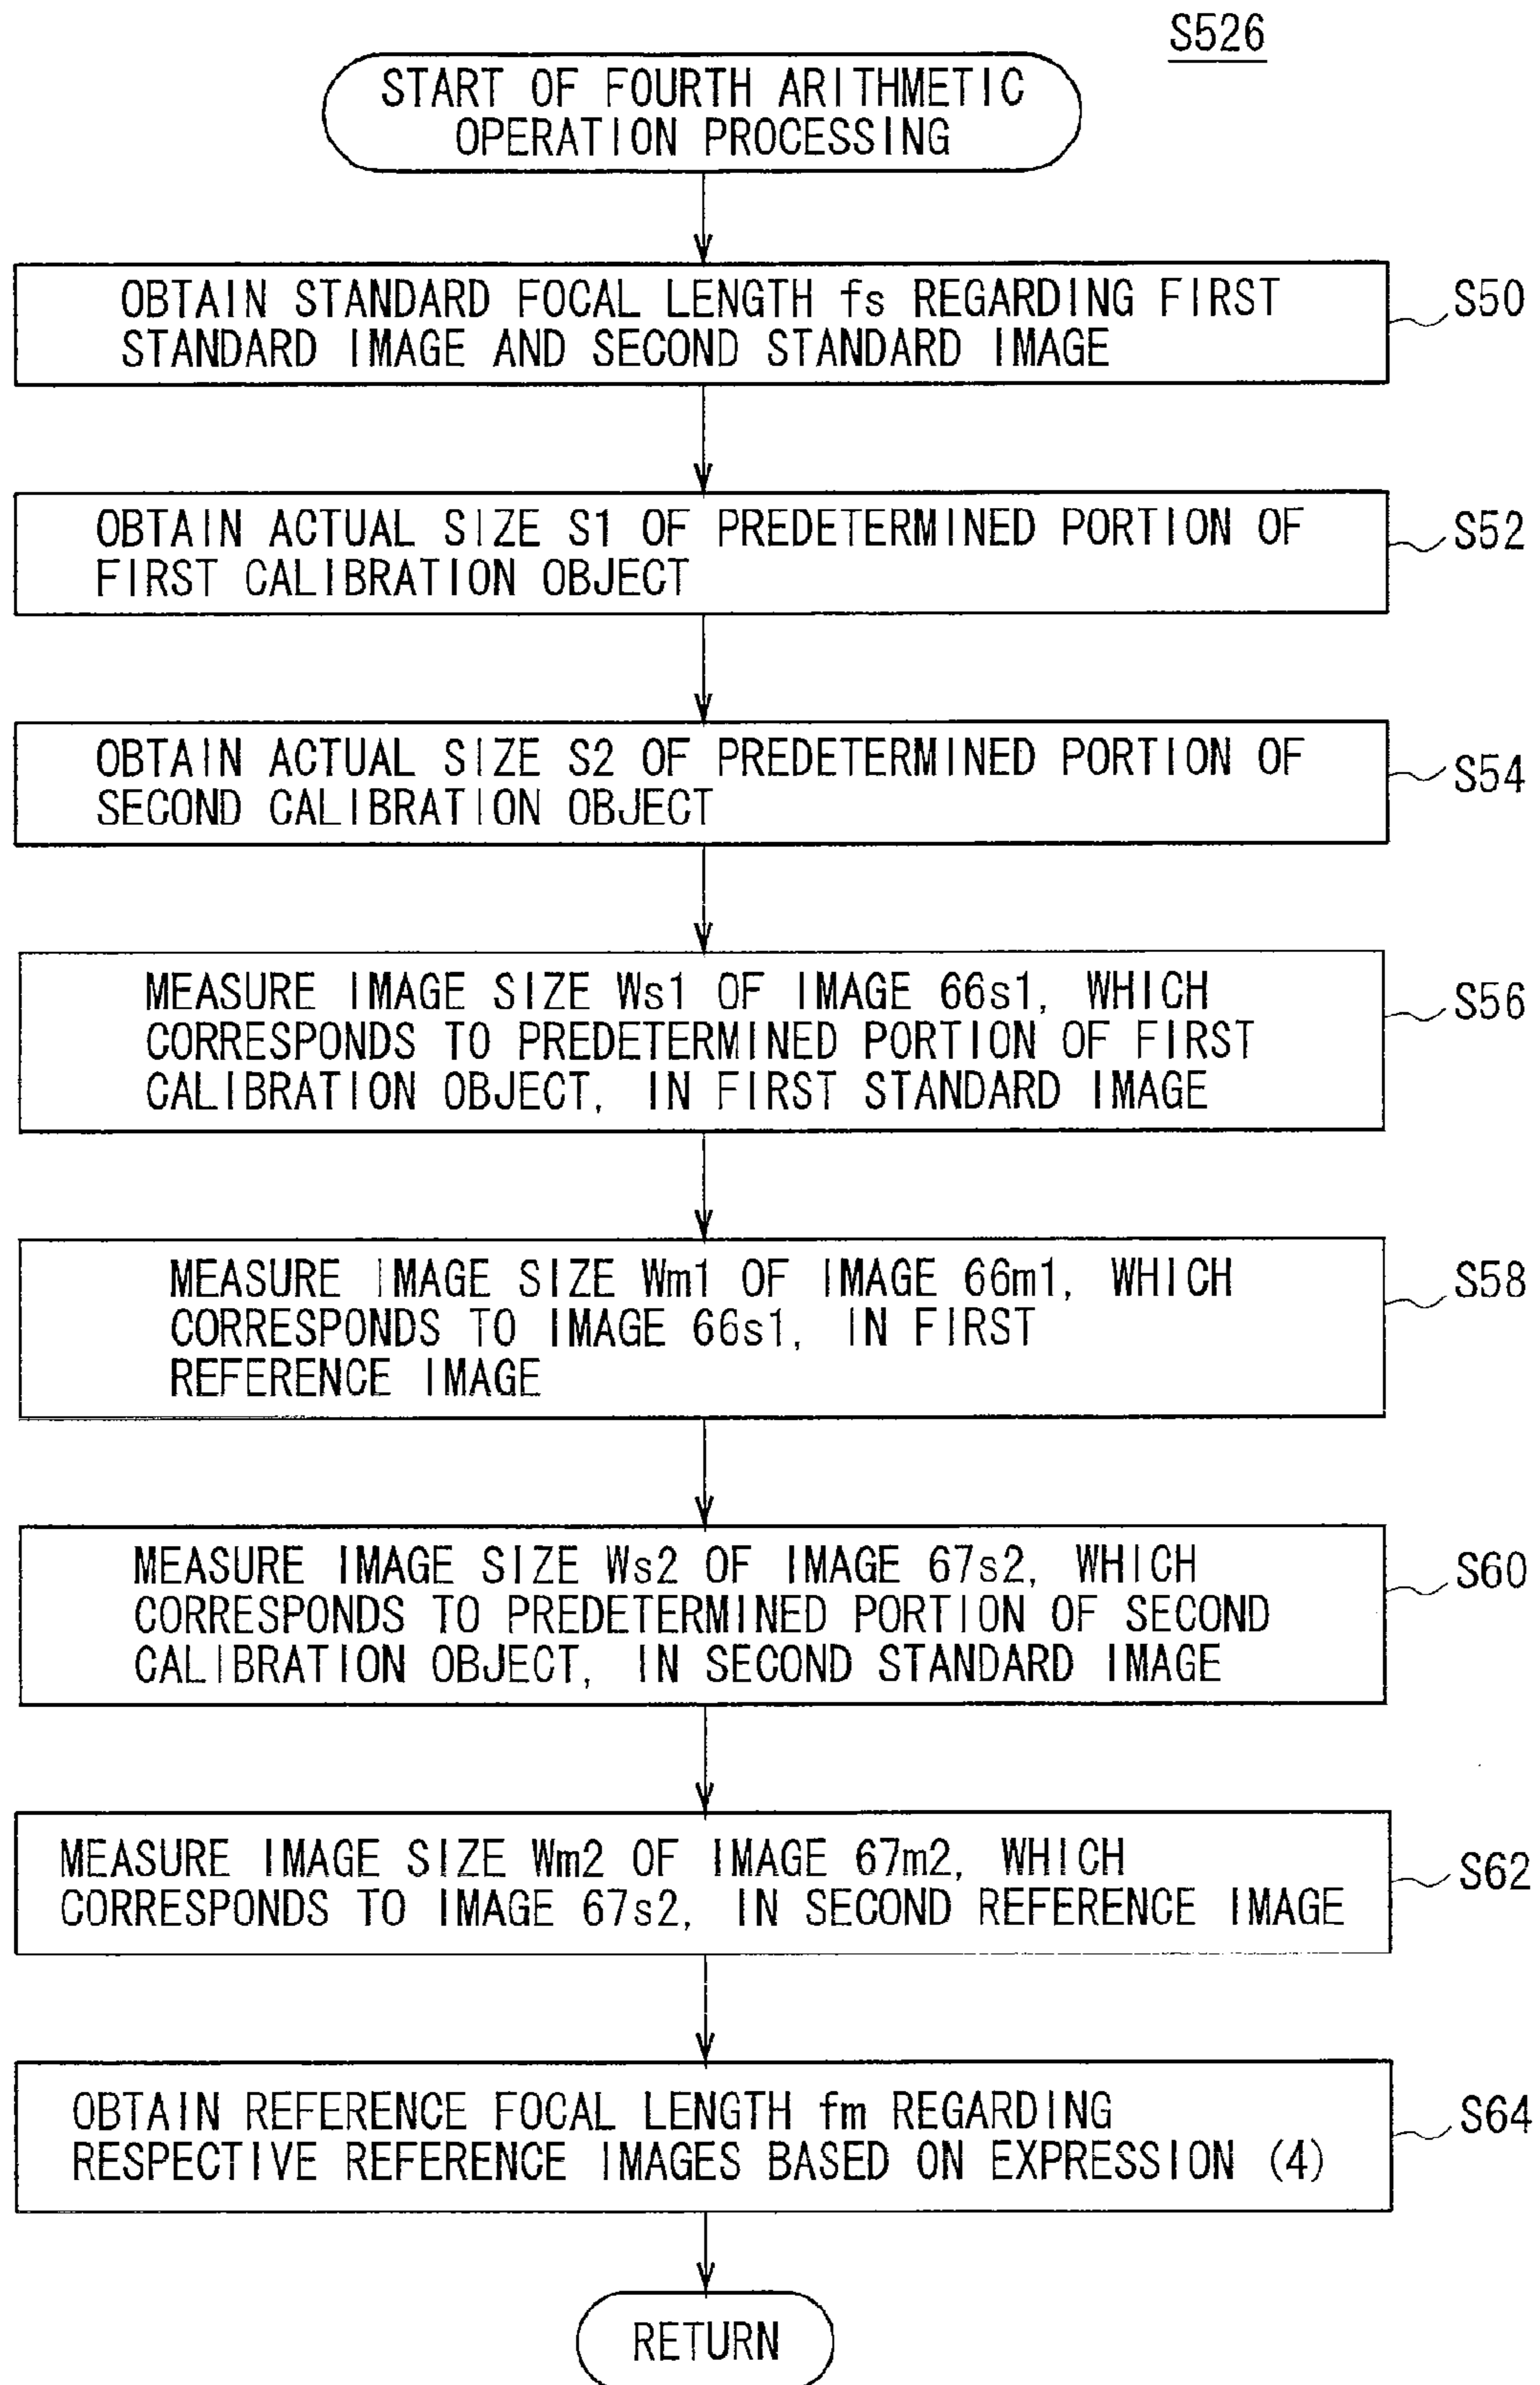 S526
START OF FOURTH ARITHMETIC
OPERATION PROCESSING
OBTAIN STANDARD FOCAL LENGTH fs REGARDING FIRST
STANDARD IMAGE AND SECOND STANDARD IMAGE
S50
OBTAIN ACTUAL SIZE S1 OF PREDETERMINED PORTION OF
FIRST CALIBRATION OBJECT
S52
OBTAIN ACTUAL SIZE S2 OF PREDETERMINED PORTION OF
SECOND CALIBRATION OBJECT
S54
MEASURE IMAGE SIZE Ws1 OF IMAGE 66s1, WHICH
CORRESPONDS TO PREDETERMINED PORTION OF FIRST
CALIBRATION OBJECT, IN FIRST STANDARD IMAGE
S56
MEASURE IMAGE SIZE Wm1 OF IMAGE 66m1, WHICH
CORRESPONDS TO IMAGE 66s1, IN FIRST
REFERENCE IMAGE
S58
MEASURE IMAGE SIZE Ws2 OF IMAGE 67s2, WHICH
CORRESPONDS TO PREDETERMINED PORTION OF SECOND
CALIBRATION OBJECT, IN SECOND STANDARD IMAGE
S60
MEASURE IMAGE SIZE Wm2 OF IMAGE 67m2, WHICH
CORRESPONDS TO IMAGE 67s2, IN SECOND REFERENCE IMAGE
S62
OBTAIN REFERENCE FOCAL LENGTH fm REGARDING
RESPECTIVE REFERENCE IMAGES BASED ON EXPRESSION (4)
S64
RETURN